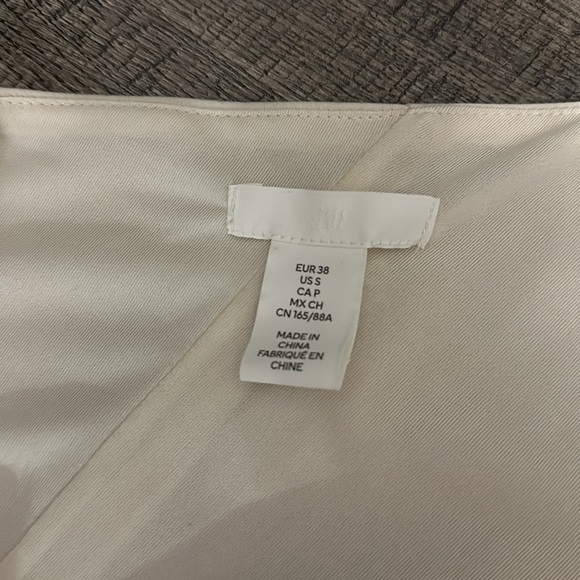 EUR 38
US S
CA P
MX CH
CN 165/88A
MADE IN
CHINA
FABRIQUÉ EN
CHINE